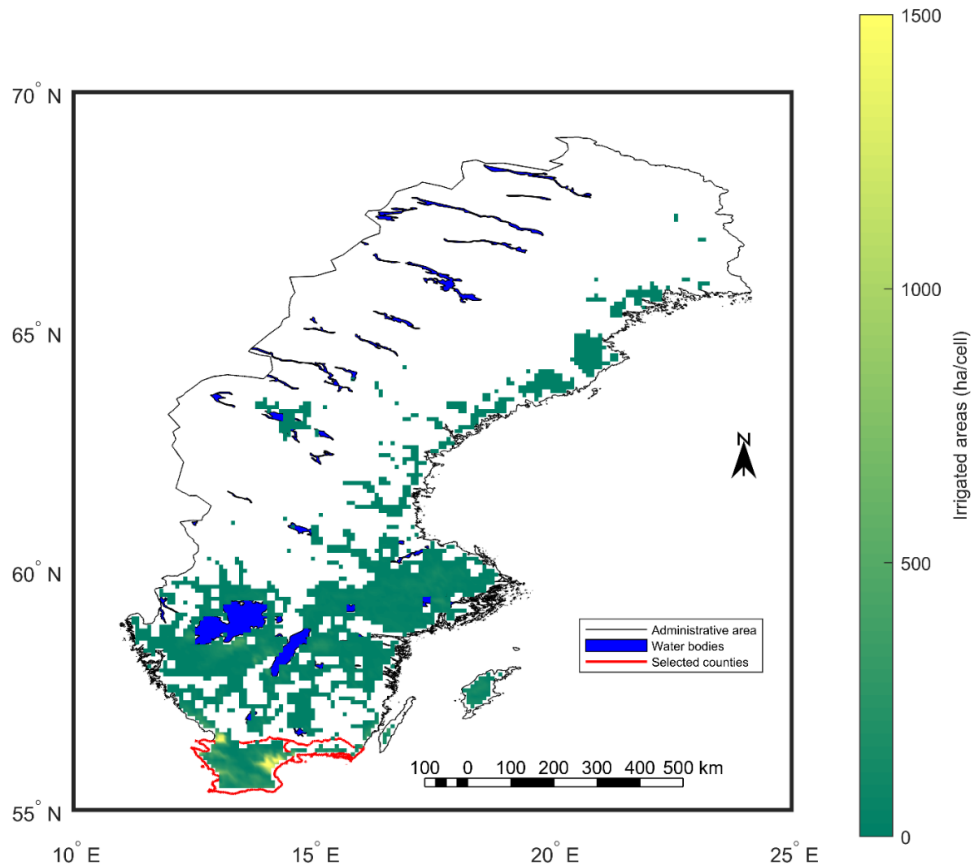 1500
70° N
1000
65° N
Irrigated areas (ha/cell)
N
500
60° N
Administrative area
Water bodies
Selected counties
100 0 100 200 300 400 500 km
55° N
0
10° E 15° E 20° E 25° E